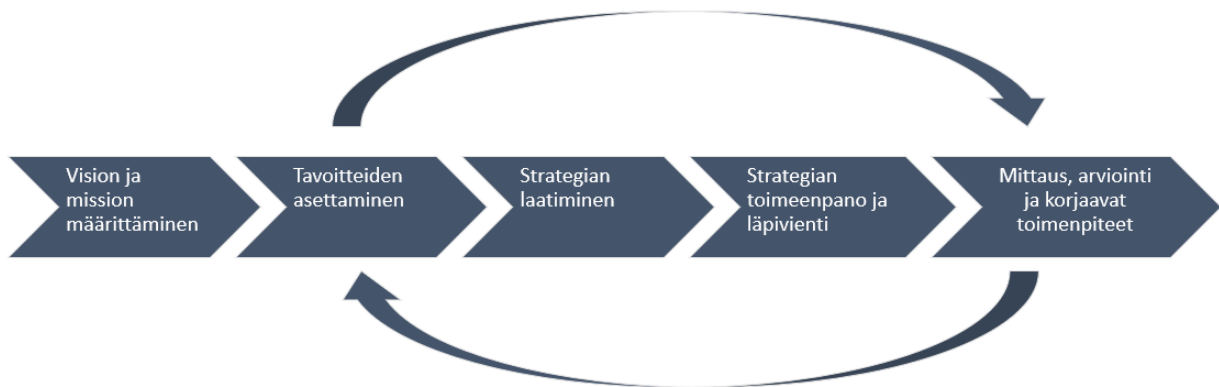 Vision ja
mission
määrittäminen
Tavoitteiden
asettaminen
Strategian
laatiminen
Strategian
toimeenpano ja
läpivienti
Mittaus, arviointi
ja korjaavat
toimenpiteet